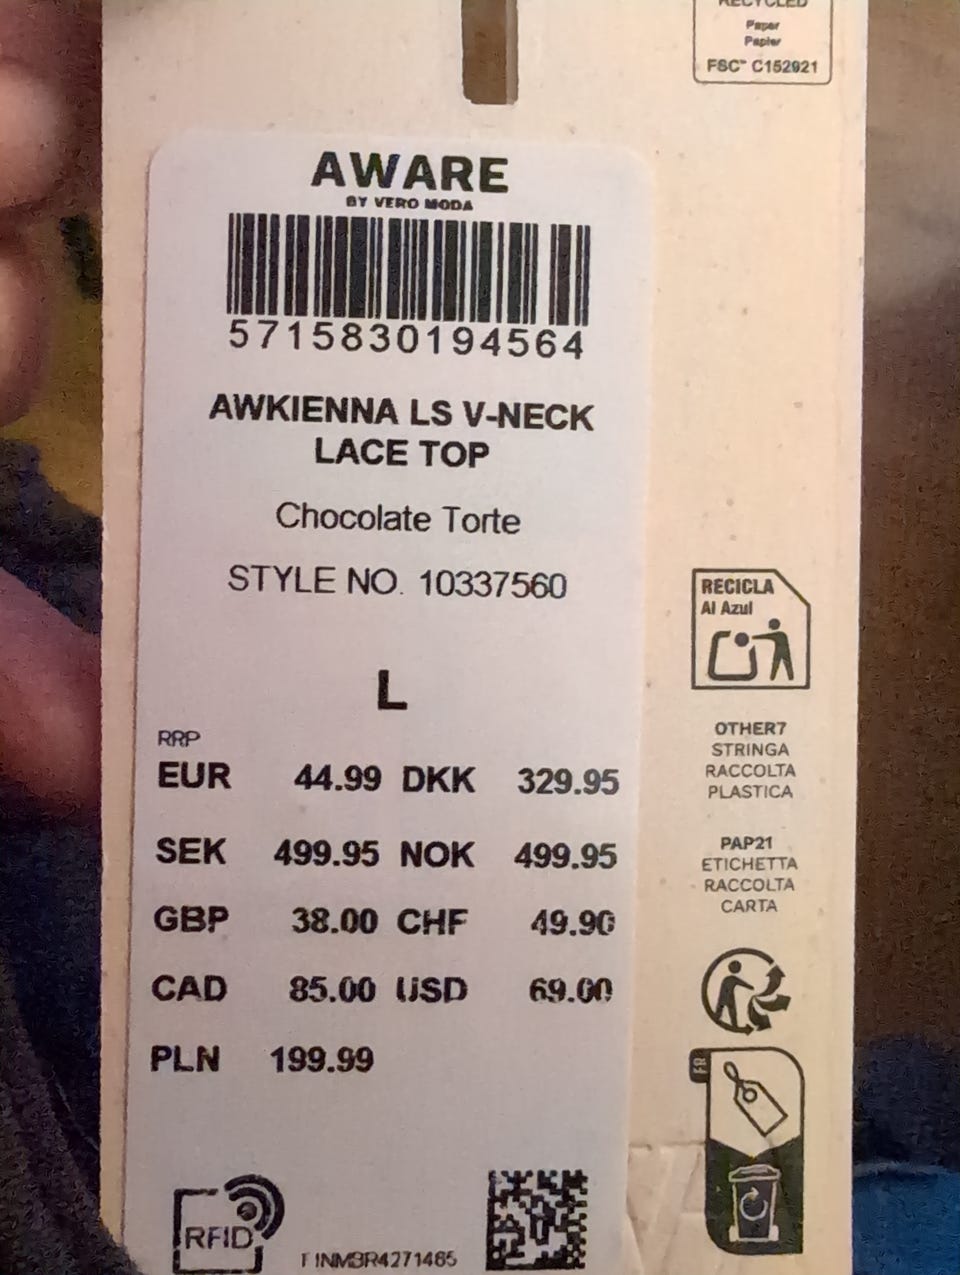 RECYCLED
Paper
Papier
FSC™ C152921
AWARE
BY VERO MODA
5715830194564
AWKIENNA LS V-NECK
LACE TOP
Chocolate Torte
STYLE NO. 10337560
L
RRP
EUR 44.99 DKK 329.95
SEK 499.95 NOK 499.95
GBP 38.00 CHF 49.90
CAD 85.00 USD 69.00
PLN 199.99
RECICLA
Al Azul
OTHER7
STRINGA
RACCOLTA
PLASTICA
PAP21
ETICHETTA
RACCOLTA
CARTA
FR
RFID